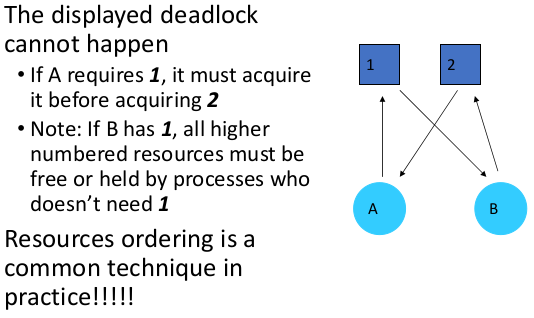 The displayed deadlock
cannot happen
• If A requires 1, it must acquire
it before acquiring 2
• Note: If B has 1, all higher
numbered resources must be
free or held by processes who
doesn't need 1
Resources ordering is a
common technique in
practice!!!!!
1
2
A
B